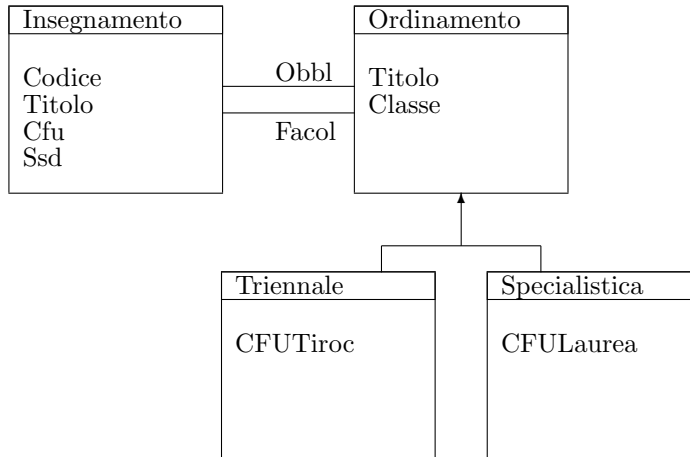 Insegnamento
Codice
Titolo
Cfu
Ssd
Obbl
Facol
Ordinamento
Titolo
Classe
Triennale
CFUTiroc
Specialistica
CFULaurea